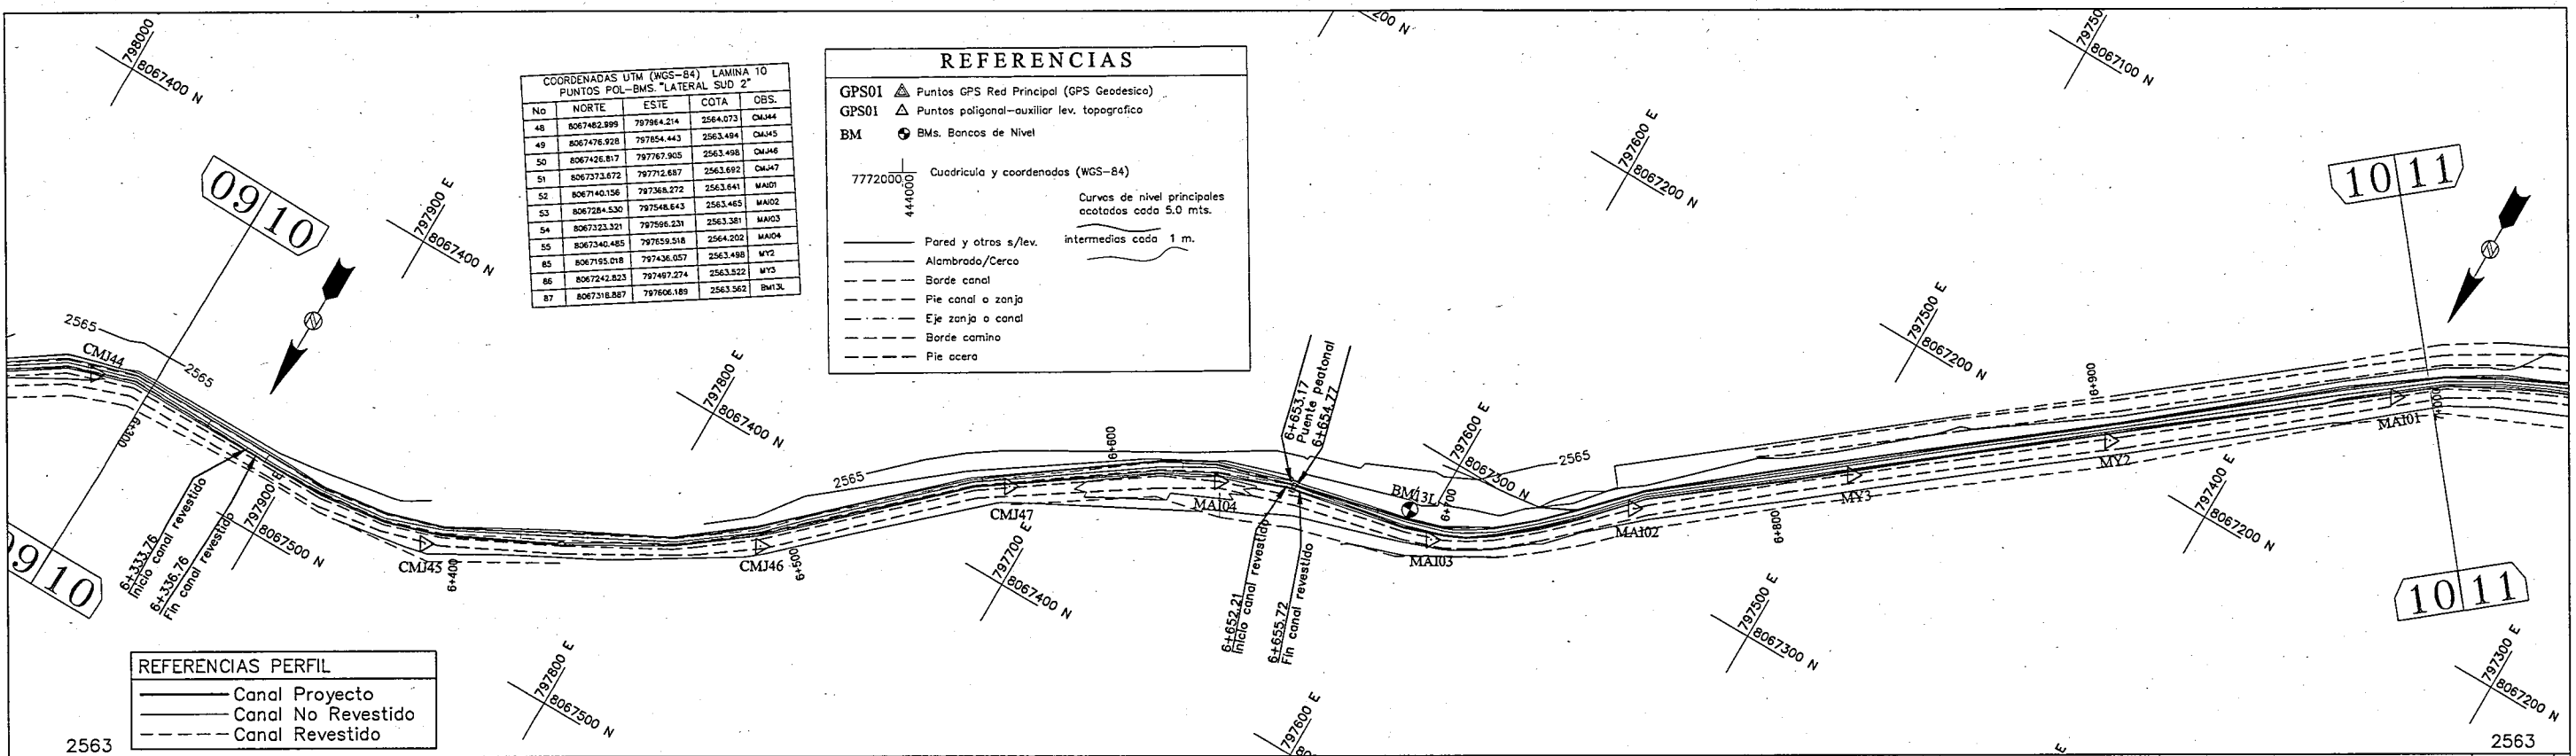 798000
8067400 N
COORDENADAS UTM (WGS-84) LAMINA 10
PUNTOS POL-BMS. "LATERAL SUD 2"
No NORTE ESTE COTA OBS.
48 8067482.999 797964.214 2564.073 CMJ44
49 8067476.928 797854.443 2563.494 CMJ45
50 8067426.817 797767.905 2563.498 CMJ46
51 8067373.672 797712.687 2563.692 CMJ47
52 8067140.156 797368.272 2563.641 MAI01
53 8067284.530 797548.643 2563.465 MAI02
54 8067323.321 797596.231 2563.381 MAI03
55 8067340.485 797659.518 2564.202 MAI04
85 8067195.018 797436.057 2563.498 MY2
86 8067242.823 797497.274 2563.522 MY3
87 8067318.887 797606.189 2563.562 BM13L
REFERENCIAS
GPS01 Puntos GPS Red Principal (GPS Geodesico)
GPS01 Puntos poligonal-auxiliar lev. topografico
BM BMs. Bancos de Nivel
7772000
444000
Cuadricula y coordenadas (WGS-84)
Curvas de nivel principales
acotados cada 5.0 mts.
intermedias cada 1 m.
Pared y otros s/lev.
Alambrado/Cerco
Borde canal
Pie canal o zanja
Eje zanja o canal
Borde camino
Pie acera
200 N
79750
8067100 N
797600 E
8067200 N
09 10
10 11
797900 E
8067400 N
797500 E
8067200 N
797800 E
8067400 N
2565
CMJ44
2565
6+300
6+333.76
Inicio canal revestido
6+336.76
Fin canal revestido
797900 E
8067500 N
CMJ45
6+400
CMJ46
6+500
2565
CMJ47
6+600
MAI04
6+653.17
Puente peatonal
6+654.77
6+652.21
Inicio canal revestido
6+655.72
Fin canal revestido
797600 E
8067300 N
BM13L
6+700
2565
MAI03
MAI02
6+800
MY3
6+900
MY2
MAI01
7+000
797700 E
8067400 N
797500 E
8067300 N
797400 E
8067200 N
09 10
10 11
797800 E
8067500 N
797600 E
797300 E
8067200 N
E
REFERENCIAS PERFIL
Canal Proyecto
Canal No Revestido
Canal Revestido
2563
2563